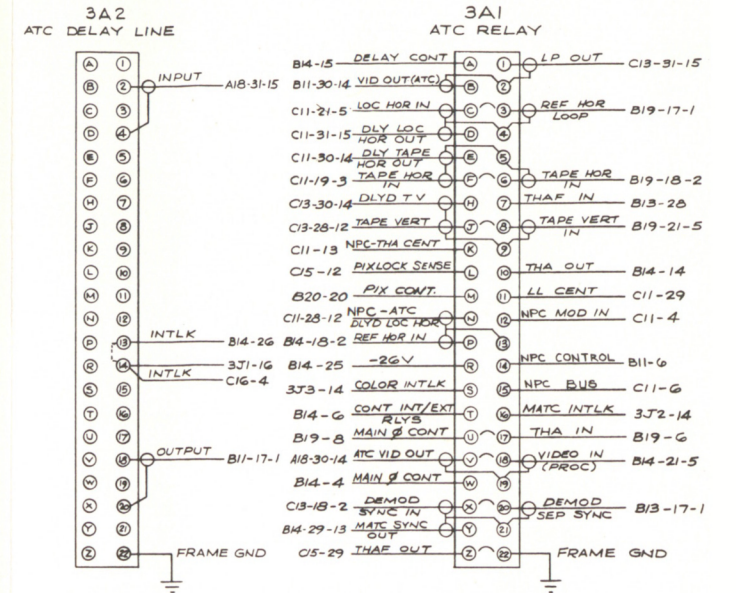 3A2
ATC DELAY LINE
A 1
B 2 INPUT A18-31-15
C 3
D 4
E 5
F 6
H 7
J 8
K 9
L 10
M 11
N 12
P 13 INTLK B14-26
R 14 3J1-16
INTLK C16-4
S 15
T 16
U 17
V 18 OUTPUT B11-17-1
W 19
X 20
Y 21
Z 22 FRAME GND
3A1
ATC RELAY
B14-15 DELAY CONT A 1 LP OUT C13-31-15
B11-30-14 VID OUT(ATC) B 2
C11-21-5 LOC HOR IN C 3 REF HOR LOOP B19-17-1
C11-31-15 DLY LOC HOR OUT D 4
C11-30-14 DLY TAPE HOR OUT E 5
C11-19-3 TAPE HOR IN F 6 TAPE HOR IN B19-18-2
C13-30-14 DLYD TV H 7 THAF IN B13-28
C13-28-12 TAPE VERT J 8 TAPE VERT IN B19-21-5
C11-13 NPC-THA CENT K 9
C15-12 PIXLOCK SENSE L 10 THA OUT B14-14
B20-20 PIX CONT. M 11 LL CENT C11-29
C11-28-12 NPC-ATC DLYD LOC HOR N 12 NPC MOD IN C11-4
B14-18-2 REF HOR IN P 13
B14-25 -26V R 14 NPC CONTROL B11-6
3J3-14 COLOR INTLK S 15 NPC BUS C11-6
B14-6 CONT INT/EXT RLYS T 16 MATC INTLK 3J2-14
B19-8 MAIN Ø CONT U 17 THA IN B19-6
A18-30-14 ATC VID OUT V 18 VIDEO IN (PROC) B14-21-5
B14-4 MAIN Ø CONT W 19
C13-18-2 DEMOD SYNC IN X 20 DEMOD SEP SYNC B13-17-1
B14-29-13 MATC SYNC OUT Y 21
C15-29 THAF OUT Z 22 FRAME GND